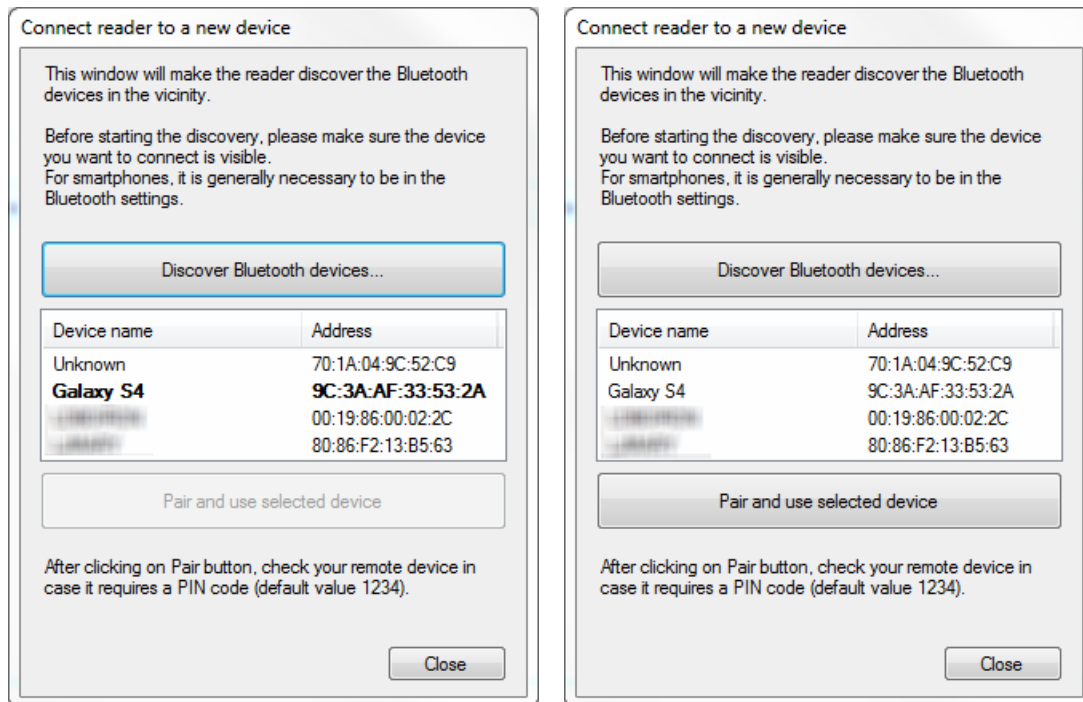 Connect reader to a new device
This window will make the reader discover the Bluetooth
devices in the vicinity.
Before starting the discovery, please make sure the device
you want to connect is visible.
For smartphones, it is generally necessary to be in the
Bluetooth settings.
Discover Bluetooth devices...
Device name Address
Unknown 70:1A:04:9C:52:C9
Galaxy S4 9C:3A:AF:33:53:2A
00:19:86:00:02:2C
80:86:F2:13:B5:63
Pair and use selected device
After clicking on Pair button, check your remote device in
case it requires a PIN code (default value 1234).
Close
Connect reader to a new device
This window will make the reader discover the Bluetooth
devices in the vicinity.
Before starting the discovery, please make sure the device
you want to connect is visible.
For smartphones, it is generally necessary to be in the
Bluetooth settings.
Discover Bluetooth devices...
Device name Address
Unknown 70:1A:04:9C:52:C9
Galaxy S4 9C:3A:AF:33:53:2A
00:19:86:00:02:2C
80:86:F2:13:B5:63
Pair and use selected device
After clicking on Pair button, check your remote device in
case it requires a PIN code (default value 1234).
Close